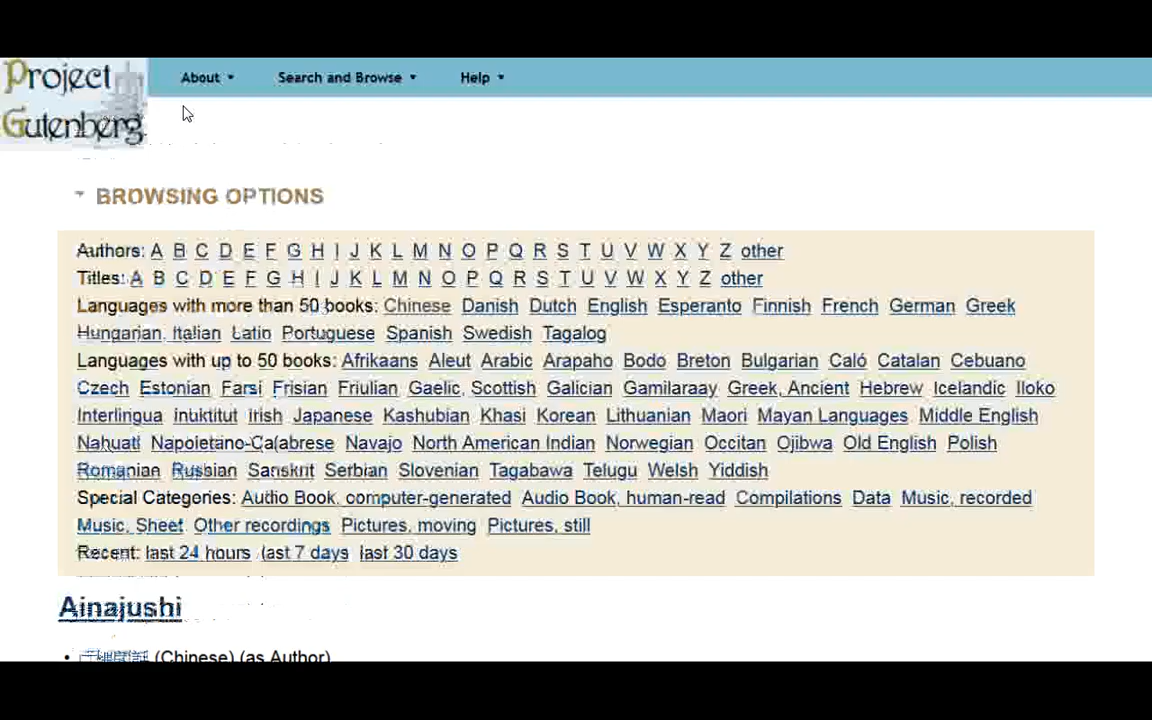 Project Gutenberg
About Search and Browse Help
BROWSING OPTIONS
Authors: A B C D E F G H I J K L M N O P Q R S T U V W X Y Z other
Titles: A B C D E F G H I J K L M N O P Q R S T U V W X Y Z other
Languages with more than 50 books: Chinese Danish Dutch English Esperanto Finnish French German Greek
Hungarian Italian Latin Portuguese Spanish Swedish Tagalog
Languages with up to 50 books: Afrikaans Aleut Arabic Arapaho Bodo Breton Bulgarian Caló Catalan Cebuano
Czech Estonian Farsi Frisian Friulian Gaelic, Scottish Galician Gamilaraay Greek, Ancient Hebrew Icelandic Iloko
Interlingua Inuktitut Irish Japanese Kashubian Khasi Korean Lithuanian Maori Mayan Languages Middle English
Nahuatl Napoletano-Calabrese Navajo North American Indian Norwegian Occitan Ojibwa Old English Polish
Romanian Russian Sanskrit Serbian Slovenian Tagabawa Telugu Welsh Yiddish
Special Categories: Audio Book, computer-generated Audio Book, human-read Compilations Data Music, recorded
Music, Sheet Other recordings Pictures, moving Pictures, still
Recent: last 24 hours last 7 days last 30 days
Ainajushi
• (Chinese) (as Author)